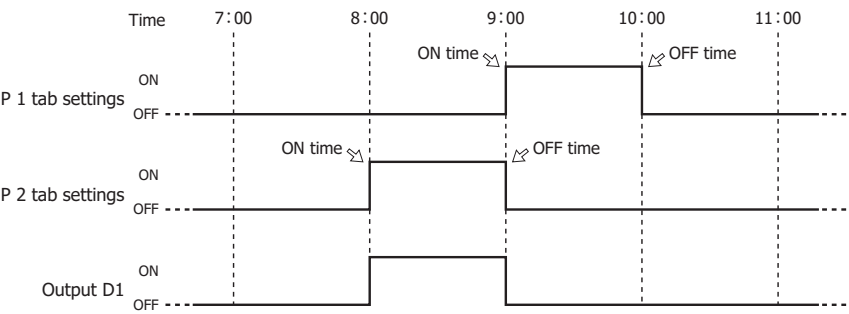 Time 7:00 8:00 9:00 10:00 11:00
ON time OFF time
ON
P 1 tab settings
OFF
ON time OFF time
ON
P 2 tab settings
OFF
ON
Output D1
OFF